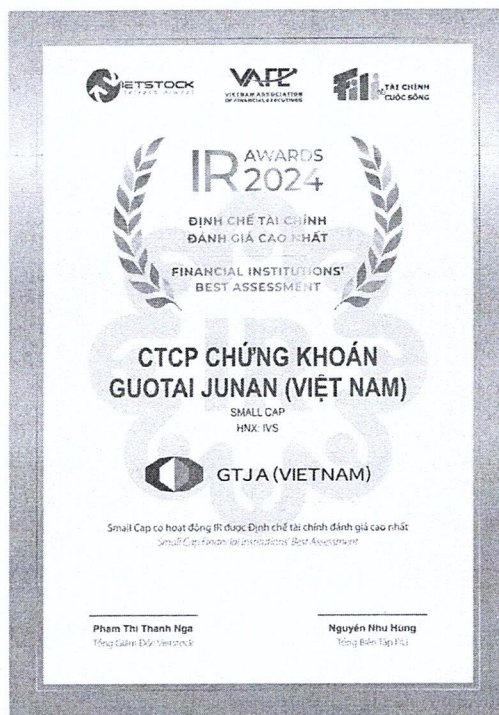 VIETSTOCK
VAFE
VIETNAM ASSOCIATION
OF FINANCIAL EXECUTIVES
FiLi
TÀI CHÍNH
CUỘC SỐNG
IR AWARDS
2024
ĐỊNH CHẾ TÀI CHÍNH
ĐÁNH GIÁ CAO NHẤT
FINANCIAL INSTITUTIONS'
BEST ASSESSMENT
CTCP CHỨNG KHOÁN
GUOTAI JUNAN (VIỆT NAM)
SMALL CAP
HNX: IVS
GTJA (VIETNAM)
Small Cap có hoạt động IR được Định chế tài chính đánh giá cao nhất
Small Cap Financial Institutions' Best Assessment
Phạm Thị Thanh Nga
Tổng Giám Đốc Vietstock
Nguyễn Như Hùng
Tổng Biên Tập FiLi